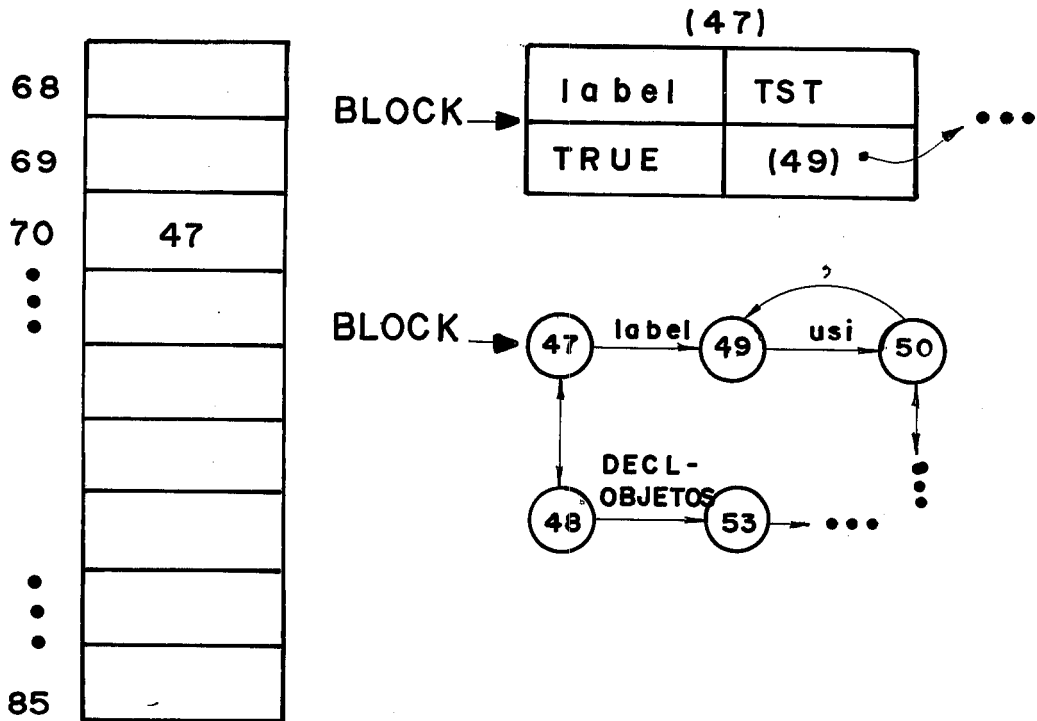 68
69
70 47
85
(47)
BLOCK label TST
TRUE (49)
BLOCK 47 label 49 usi 50
,
48 DECL-
OBJETOS 53